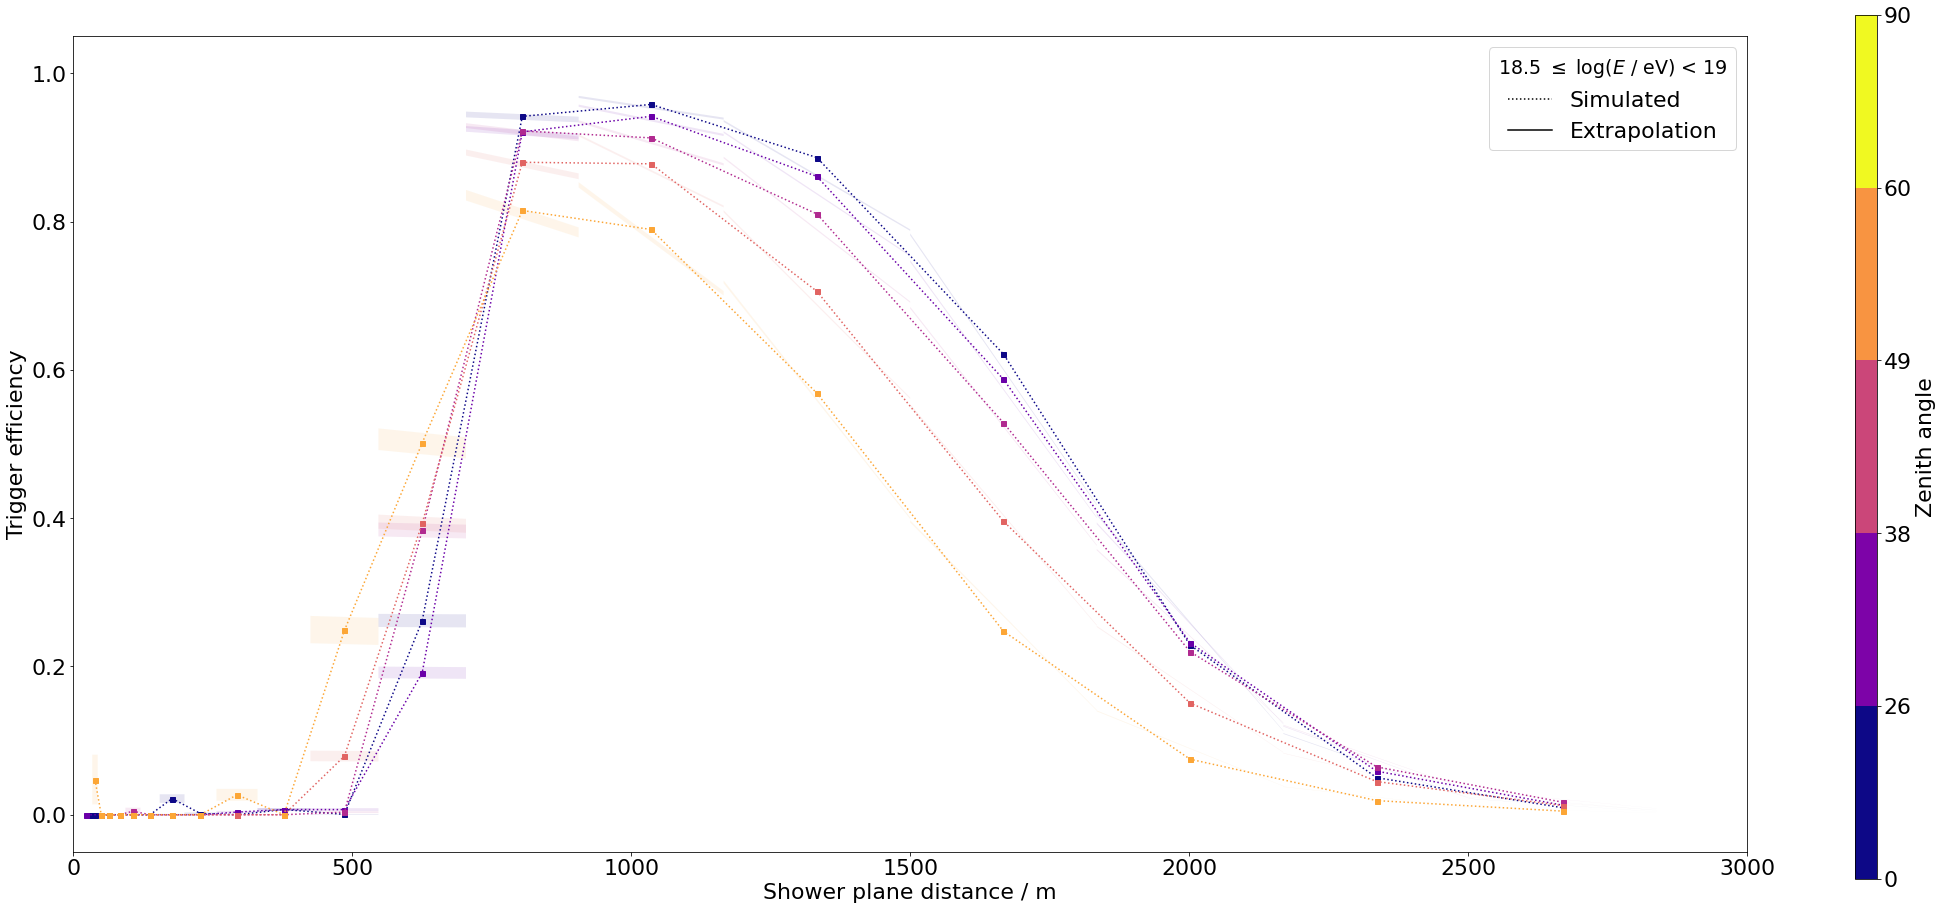 18.5 ≤ log(E / eV) < 19
Simulated
Extrapolation
Trigger efficiency
1.0
0.8
0.6
0.4
0.2
0.0
0 500 1000 1500 2000 2500 3000
Shower plane distance / m
90
60
49
38
26
0
Zenith angle